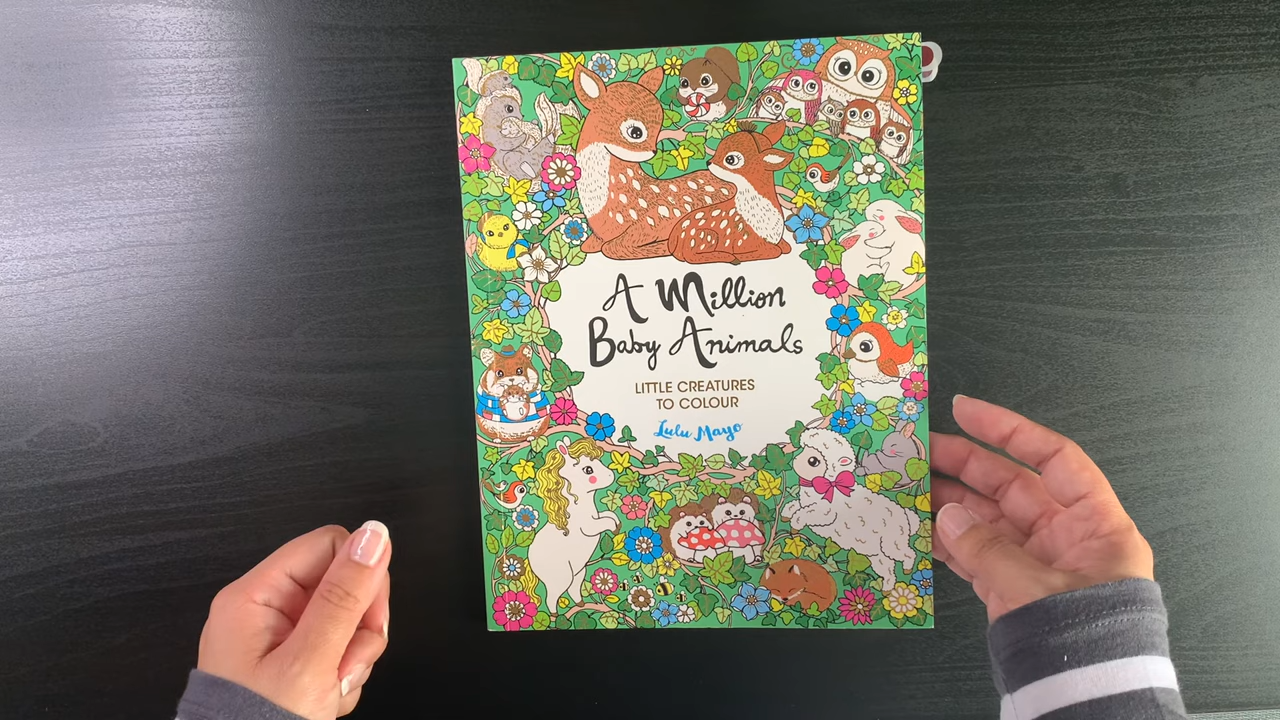 A Million
Baby Animals
LITTLE CREATURES
TO COLOUR
Lulu Mayo